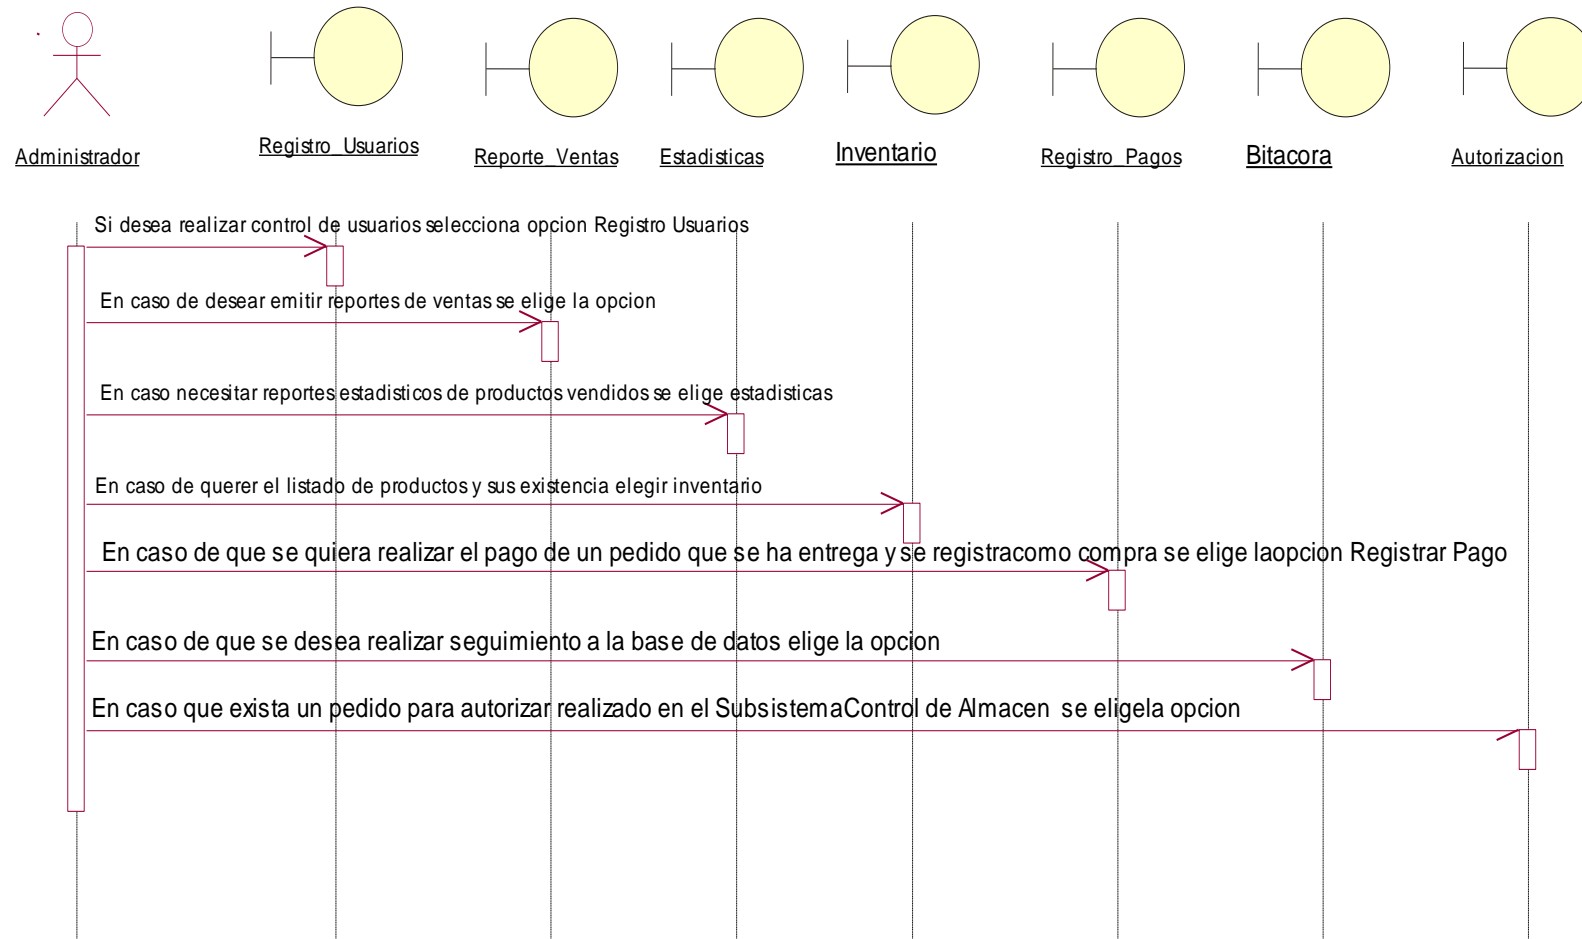 Administrador
Registro_Usuarios
Reporte_Ventas
Estadisticas
Inventario
Registro_Pagos
Bitacora
Autorizacion
Si desea realizar control de usuarios selecciona opcion Registro Usuarios
En caso de desear emitir reportes de ventas se elige la opcion
En caso necesitar reportes estadisticos de productos vendidos se elige estadisticas
En caso de querer el listado de productos y sus existencia elegir inventario
En caso de que se quiera realizar el pago de un pedido que se ha entrega y se registracomo compra se elige laopcion Registrar Pago
En caso de que se desea realizar seguimiento a la base de datos elige la opcion
En caso que exista un pedido para autorizar realizado en el SubsistemaControl de Almacen se eligela opcion